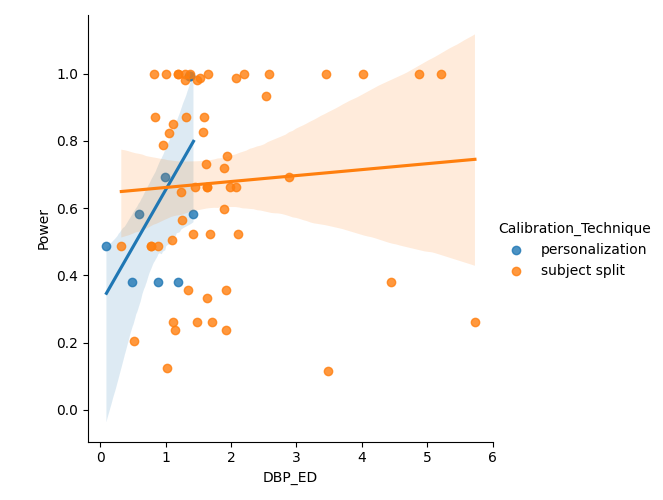 1.0
0.8
0.6
0.4
0.2
0.0
Power
0 1 2 3 4 5 6
DBP_ED
Calibration_Technique
personalization
subject split